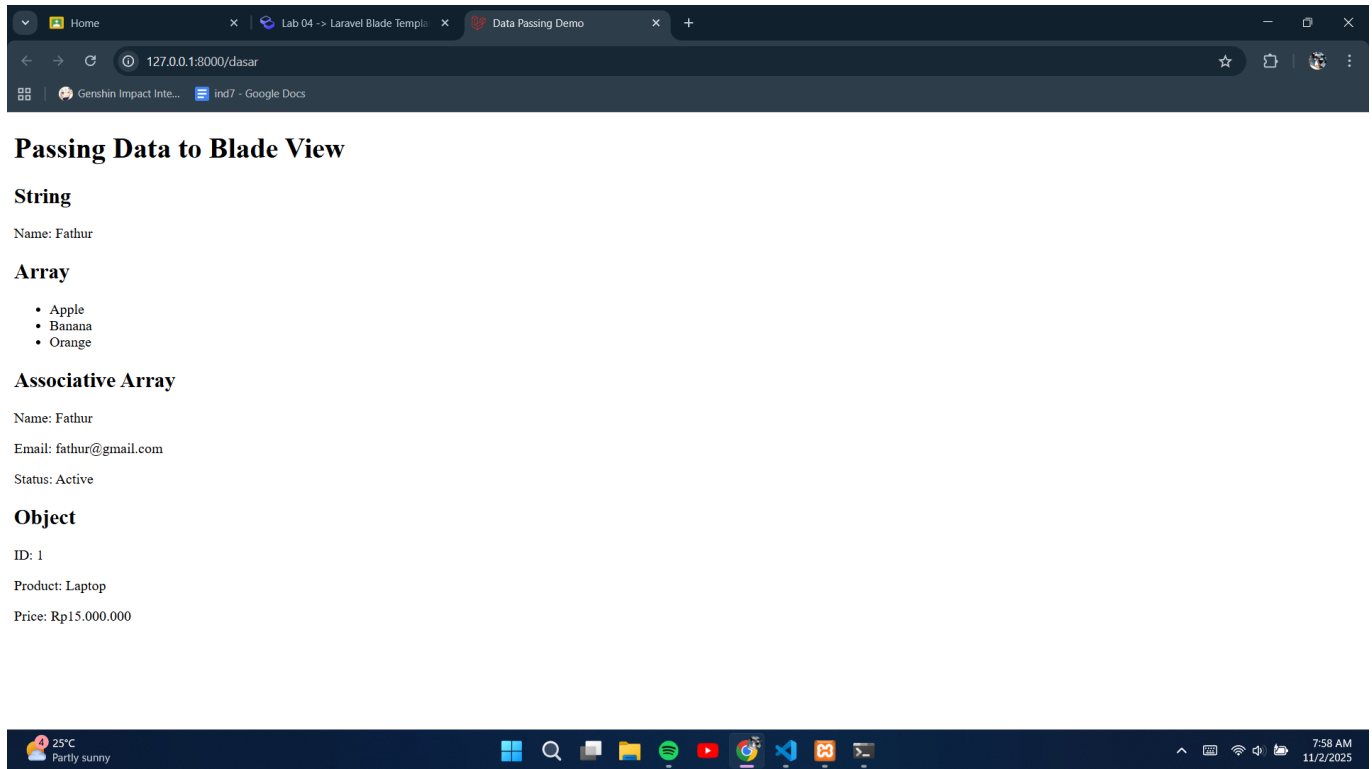 Home
Lab 04 -> Laravel Blade Templa
Data Passing Demo
127.0.0.1:8000/dasar
Genshin Impact Inte...
ind7 - Google Docs
Passing Data to Blade View
String
Name: Fathur
Array
• Apple
• Banana
• Orange
Associative Array
Name: Fathur
Email: fathur@gmail.com
Status: Active
Object
ID: 1
Product: Laptop
Price: Rp15.000.000
4
25°C
Partly sunny
7:58 AM
11/2/2025